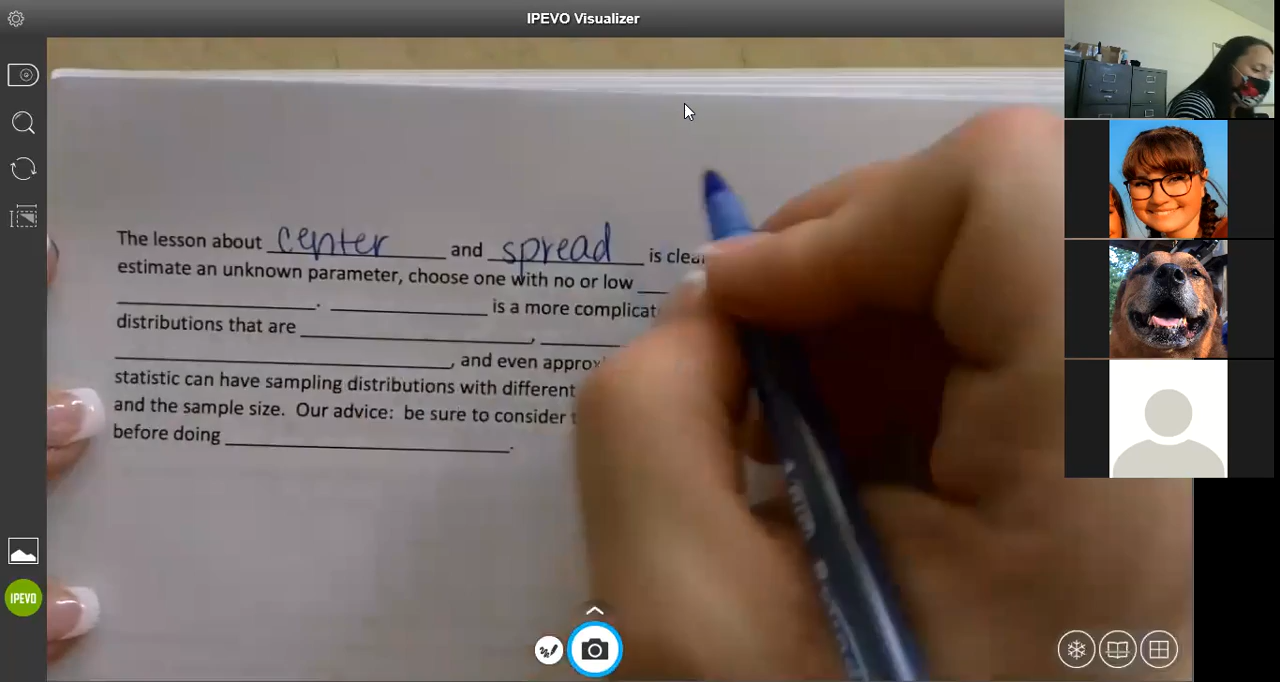 IPEVO Visualizer
The lesson about center and spread is clear
estimate an unknown parameter, choose one with no or low
. is a more complicat
distributions that are ,
, and even approx
statistic can have sampling distributions with different
and the sample size. Our advice: be sure to consider t
before doing .
IPEVO